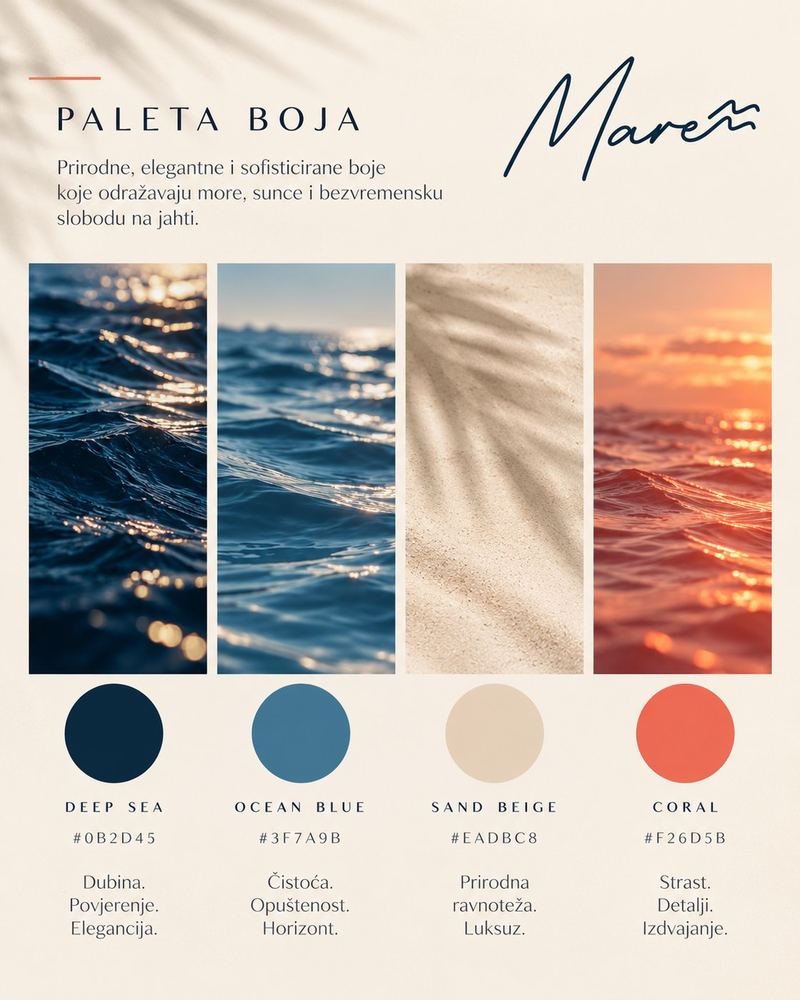 PALETA BOJA
Mare
Prirodne, elegantne i sofisticirane boje
koje odražavaju more, sunce i bezvremensku
slobodu na jahti.
DEEP SEA
#0B2D45
Dubina.
Povjerenje.
Elegancija.
OCEAN BLUE
#3F7A9B
Čistoća.
Opuštenost.
Horizont.
SAND BEIGE
#EADBC8
Prirodna
ravnoteža.
Luksuz.
CORAL
#F26D5B
Strast.
Detalji.
Izdvajanje.